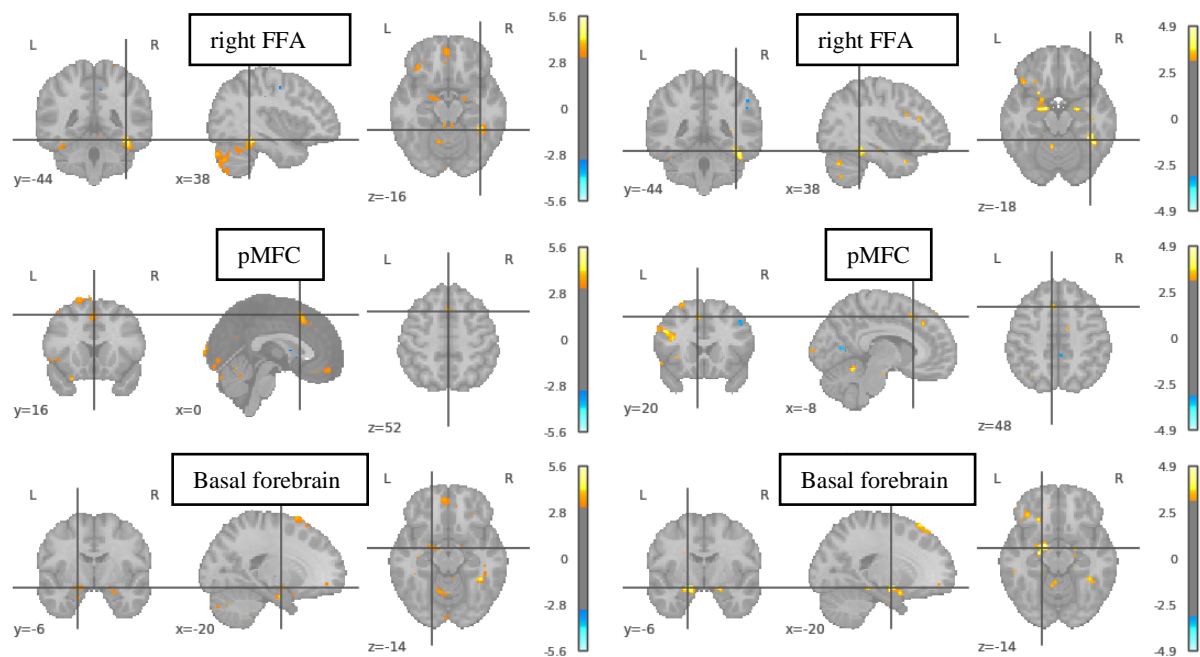 right FFA
L R
L R
5.6
2.8
0
-2.8
-5.6
y=-44 x=38 z=-16
right FFA
L R
L R
4.9
2.5
0
-2.5
-4.9
y=-44 x=38 z=-18
pMFC
L R
L R
5.6
2.8
0
-2.8
-5.6
y=16 x=0 z=52
pMFC
L R
L R
4.9
2.5
0
-2.5
-4.9
y=20 x=-8 z=48
Basal forebrain
L R
L R
5.6
2.8
0
-2.8
-5.6
y=-6 x=-20 z=-14
Basal forebrain
L R
L R
4.9
2.5
0
-2.5
-4.9
y=-6 x=-20 z=-14